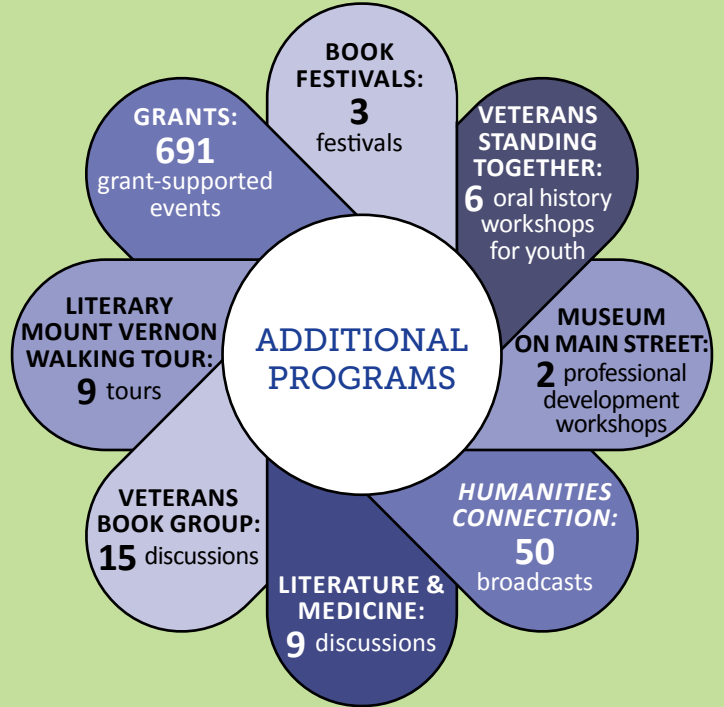 BOOK
FESTIVALS:
3
festivals
VETERANS
STANDING
TOGETHER:
6 oral history
workshops
for youth
MUSEUM
ON MAIN STREET:
2 professional
development
workshops
HUMANITIES
CONNECTION:
50
broadcasts
LITERATURE &
MEDICINE:
9 discussions
VETERANS
BOOK GROUP:
15 discussions
LITERARY
MOUNT VERNON
WALKING TOUR:
9 tours
GRANTS:
691
grant-supported
events
ADDITIONAL
PROGRAMS